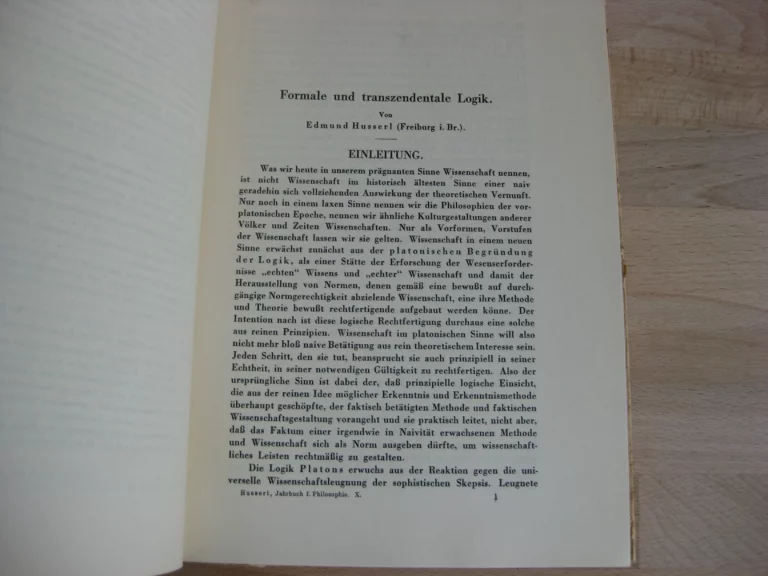 Formale und transzendentale Logik.
Von
Edmund Husserl (Freiburg i. Br.).
EINLEITUNG.
Was wir heute in unserem prägnanten Sinne Wissenschaft nennen,
ist nicht Wissenschaft im historisch ältesten Sinne einer naiv
geradehin sich vollziehenden Auswirkung der theoretischen Vernunft.
Nur noch in einem laxen Sinne nennen wir die Philosophien der vor-
platonischen Epoche, nennen wir ähnliche Kulturgestaltungen anderer
Völker und Zeiten Wissenschaften. Nur als Vorformen, Vorstufen
der Wissenschaft lassen wir sie gelten. Wissenschaft in einem neuen
Sinne erwächst zunächst aus der platonischen Begründung
der Logik, als einer Stätte der Erforschung der Wesenserforder-
nisse „echten" Wissens und „echter" Wissenschaft und damit der
Herausstellung von Normen, denen gemäß eine bewußt auf durch-
gängige Normgerechtigkeit abzielende Wissenschaft, eine ihre Methode
und Theorie bewußt rechtfertigende aufgebaut werden könne. Der
Intention nach ist diese logische Rechtfertigung durchaus eine solche
aus reinen Prinzipien. Wissenschaft im platonischen Sinne will also
nicht mehr bloß naive Betätigung aus rein theoretischem Interesse sein.
Jeden Schritt, den sie tut, beansprucht sie auch prinzipiell in seiner
Echtheit, in seiner notwendigen Gültigkeit zu rechtfertigen. Also der
ursprüngliche Sinn ist dabei der, daß prinzipielle logische Einsicht,
die aus der reinen Idee möglicher Erkenntnis und Erkenntnismethode
überhaupt geschöpfte, der faktisch betätigten Methode und faktischen
Wissenschaftsgestaltung vorangeht und sie praktisch leitet, nicht aber,
daß das Faktum einer irgendwie in Naivität erwachsenen Methode
und Wissenschaft sich als Norm ausgeben dürfte, um wissenschaft-
liches Leisten rechtmäßig zu gestalten.
Die Logik Platons erwuchs aus der Reaktion gegen die uni-
verselle Wissenschaftsleugnung der sophistischen Skepsis. Leugnete
Husserl, Jahrbuch f. Philosophie. X. 1